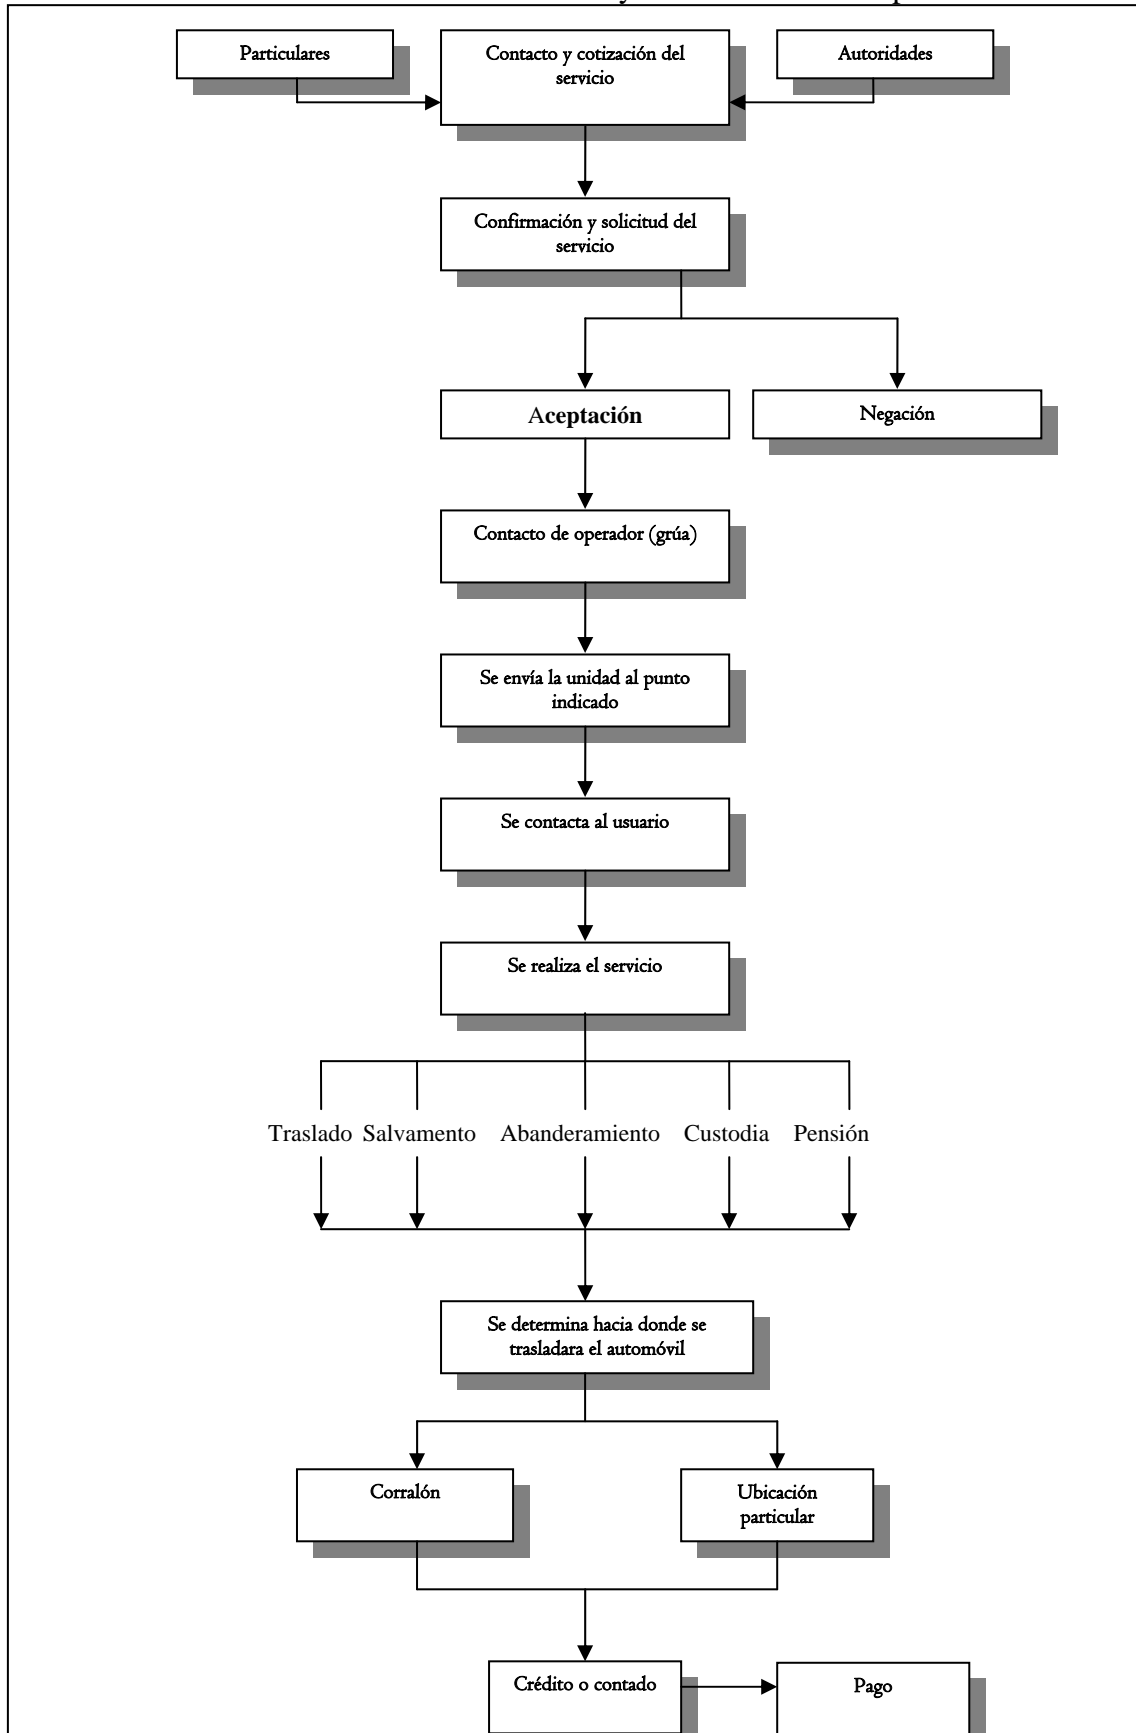 Particulares
Contacto y cotización del
servicio
Autoridades
Confirmación y solicitud del
servicio
Aceptación
Negación
Contacto de operador (grúa)
Se envía la unidad al punto
indicado
Se contacta al usuario
Se realiza el servicio
Traslado Salvamento Abanderamiento Custodia Pensión
Se determina hacia donde se
trasladara el automóvil
Corralón
Ubicación
particular
Crédito o contado
Pago